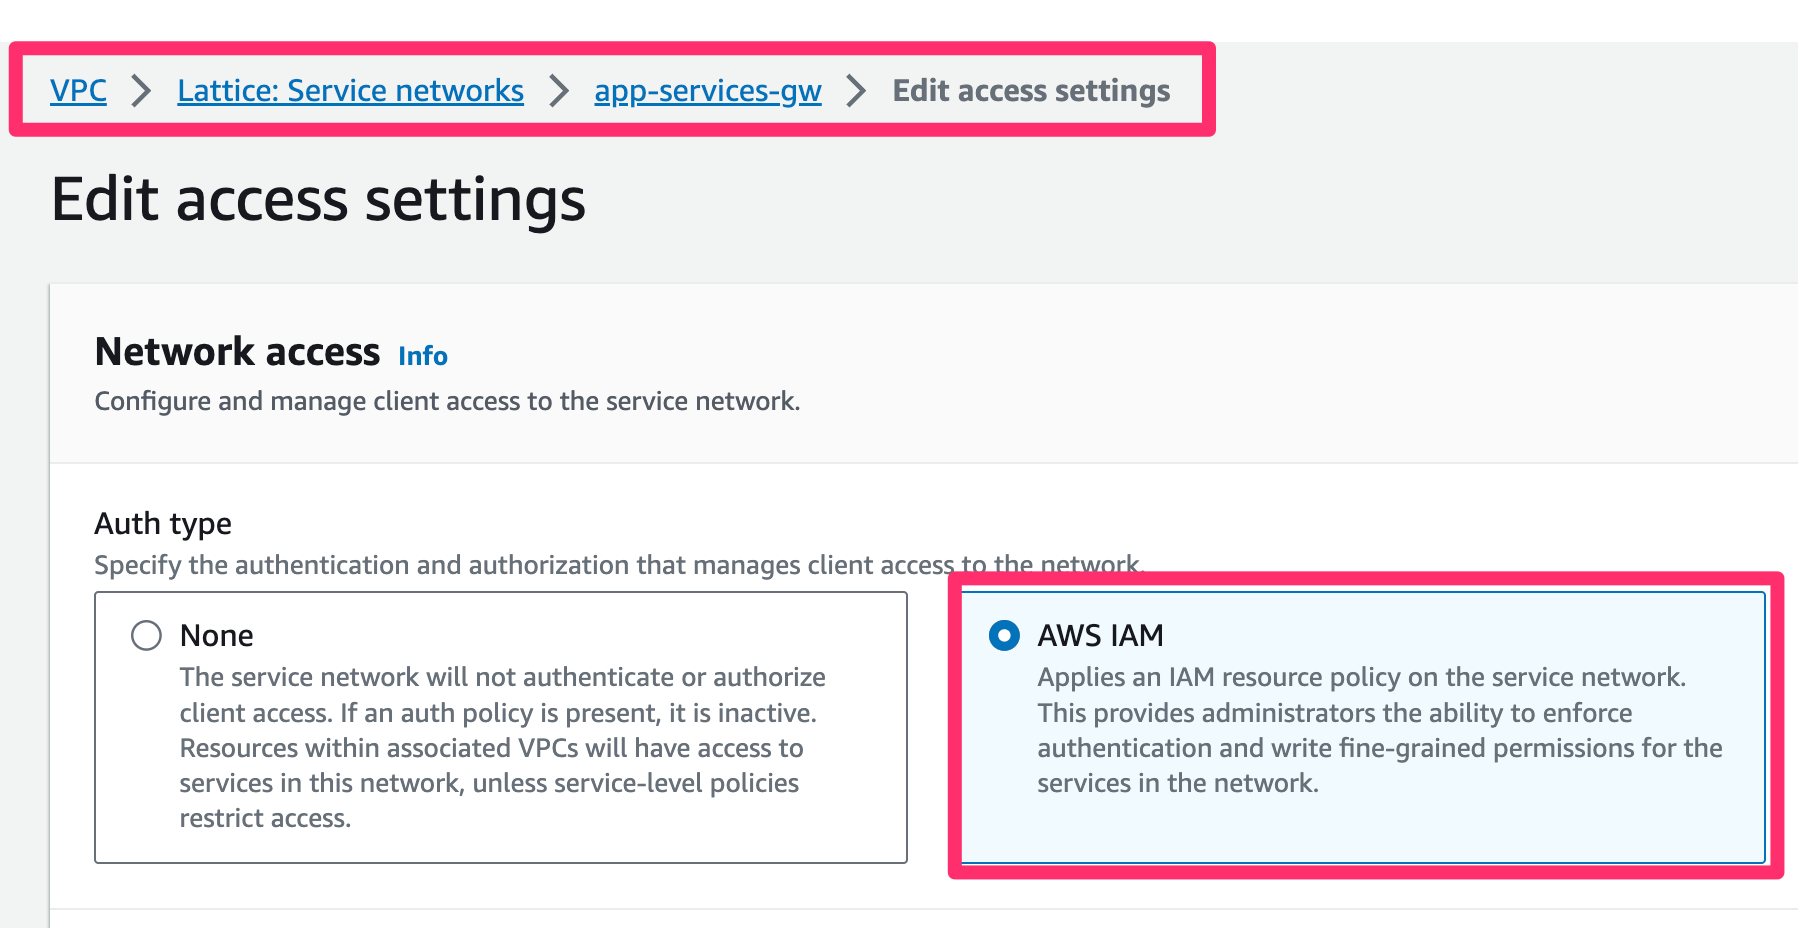 VPC > Lattice: Service networks > app-services-gw > Edit access settings
Edit access settings
Network access Info
Configure and manage client access to the service network.
Auth type
Specify the authentication and authorization that manages client access to the network.
None
The service network will not authenticate or authorize
client access. If an auth policy is present, it is inactive.
Resources within associated VPCs will have access to
services in this network, unless service-level policies
restrict access.
AWS IAM
Applies an IAM resource policy on the service network.
This provides administrators the ability to enforce
authentication and write fine-grained permissions for the
services in the network.